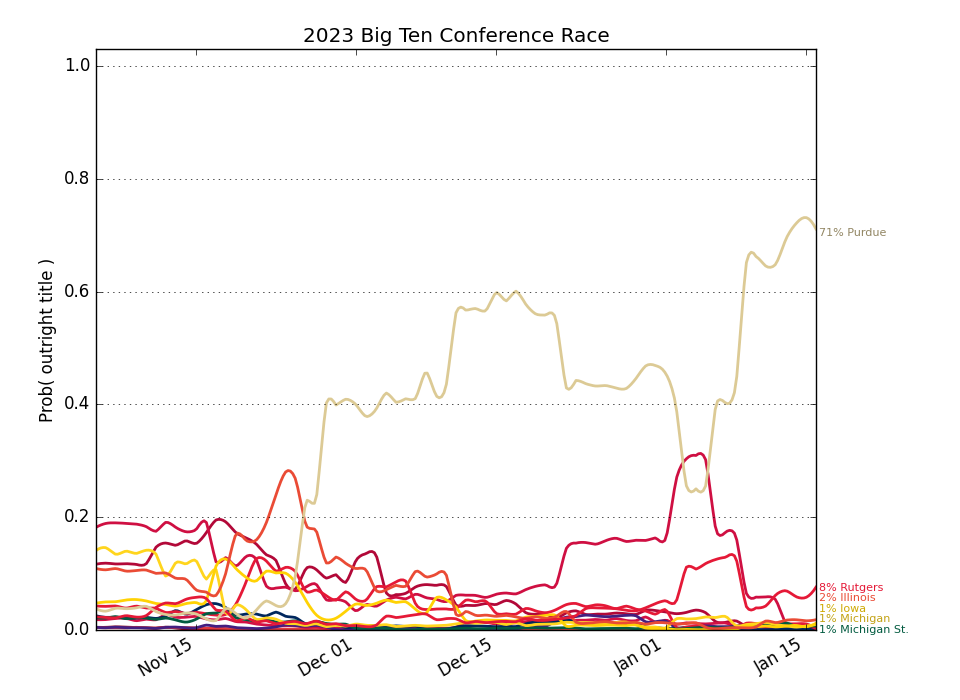 2023 Big Ten Conference Race
Prob( outright title )
1.0
0.8
0.6
0.4
0.2
0.0
71% Purdue
8% Rutgers
2% Illinois
1% Iowa
1% Michigan
1% Michigan St.
Nov 15
Dec 01
Dec 15
Jan 01
Jan 15